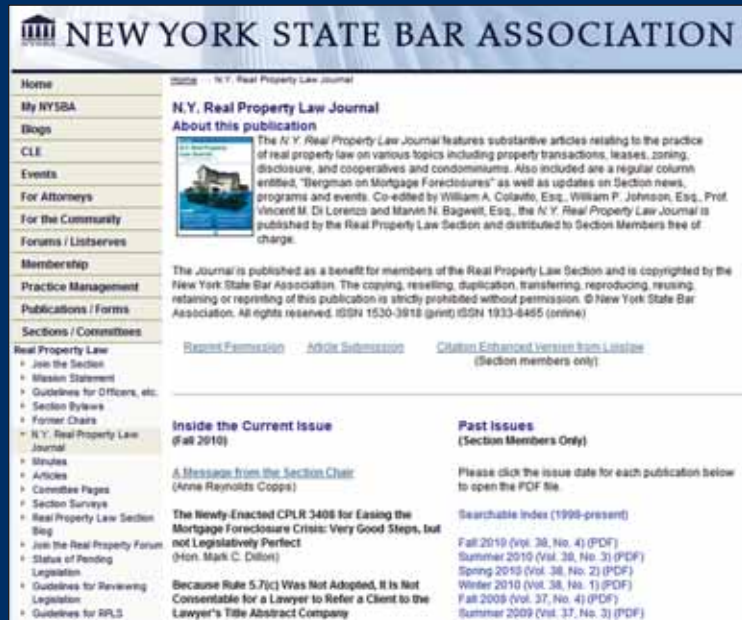 NEW YORK STATE BAR ASSOCIATION
Home
My NYSBA
Blogs
CLE
Events
For Attorneys
For the Community
Forums / Listserves
Membership
Practice Management
Publications / Forms
Sections / Committees
Real Property Law
Join the Section
Mission Statement
Guidelines for Officers, etc.
Section Bylaws
Former Chairs
N.Y. Real Property Law
Journal
Minutes
Articles
Committee Pages
Section Surveys
Real Property Law Section
Blog
Join the Real Property Forum
Status of Pending
Legislation
Guidelines for Reviewing
Legislation
Guidelines for RPLS
Home N.Y. Real Property Law Journal
N.Y. Real Property Law Journal
About this publication
The N.Y. Real Property Law Journal features substantive articles relating to the practice
of real property law on various topics including property transactions, leases, zoning,
disclosure, and cooperatives and condominiums. Also included are a regular column
entitled, "Bergman on Mortgage Foreclosures" as well as updates on Section news,
programs and events. Co-edited by William A. Colavito, Esq., William P. Johnson, Esq., Prof.
Vincent M. Di Lorenzo and Marvin N. Bagwell, Esq., the N.Y. Real Property Law Journal is
published by the Real Property Law Section and distributed to Section Members free of
charge.
The Journal is published as a benefit for members of the Real Property Law Section and is copyrighted by the
New York State Bar Association. The copying, reselling, duplication, transferring, reproducing, reusing,
retaining or reprinting of this publication is strictly prohibited without permission. © New York State Bar
Association. All rights reserved. ISSN 1530-3918 (print) ISSN 1933-8465 (online)
Reprint Permission Article Submission Citation Enhanced Version from Loislaw
(Section members only)
Inside the Current Issue
(Fall 2010)
A Message from the Section Chair
(Anne Reynolds Copps)
The Newly-Enacted CPLR 3408 for Easing the
Mortgage Foreclosure Crisis: Very Good Steps, but
not Legislatively Perfect
(Hon. Mark C. Dillon)
Because Rule 5.7(c) Was Not Adopted, It Is Not
Consentable for a Lawyer to Refer a Client to the
Lawyer's Title Abstract Company
Past Issues
(Section Members Only)
Please click the issue date for each publication below
to open the PDF file.
Searchable Index (1998-present)
Fall 2010 (Vol. 38, No. 4) (PDF)
Summer 2010 (Vol. 38, No. 3) (PDF)
Spring 2010 (Vol. 38, No. 2) (PDF)
Winter 2010 (Vol. 38, No. 1) (PDF)
Fall 2009 (Vol. 37, No. 4) (PDF)
Summer 2009 (Vol. 37, No. 3) (PDF)